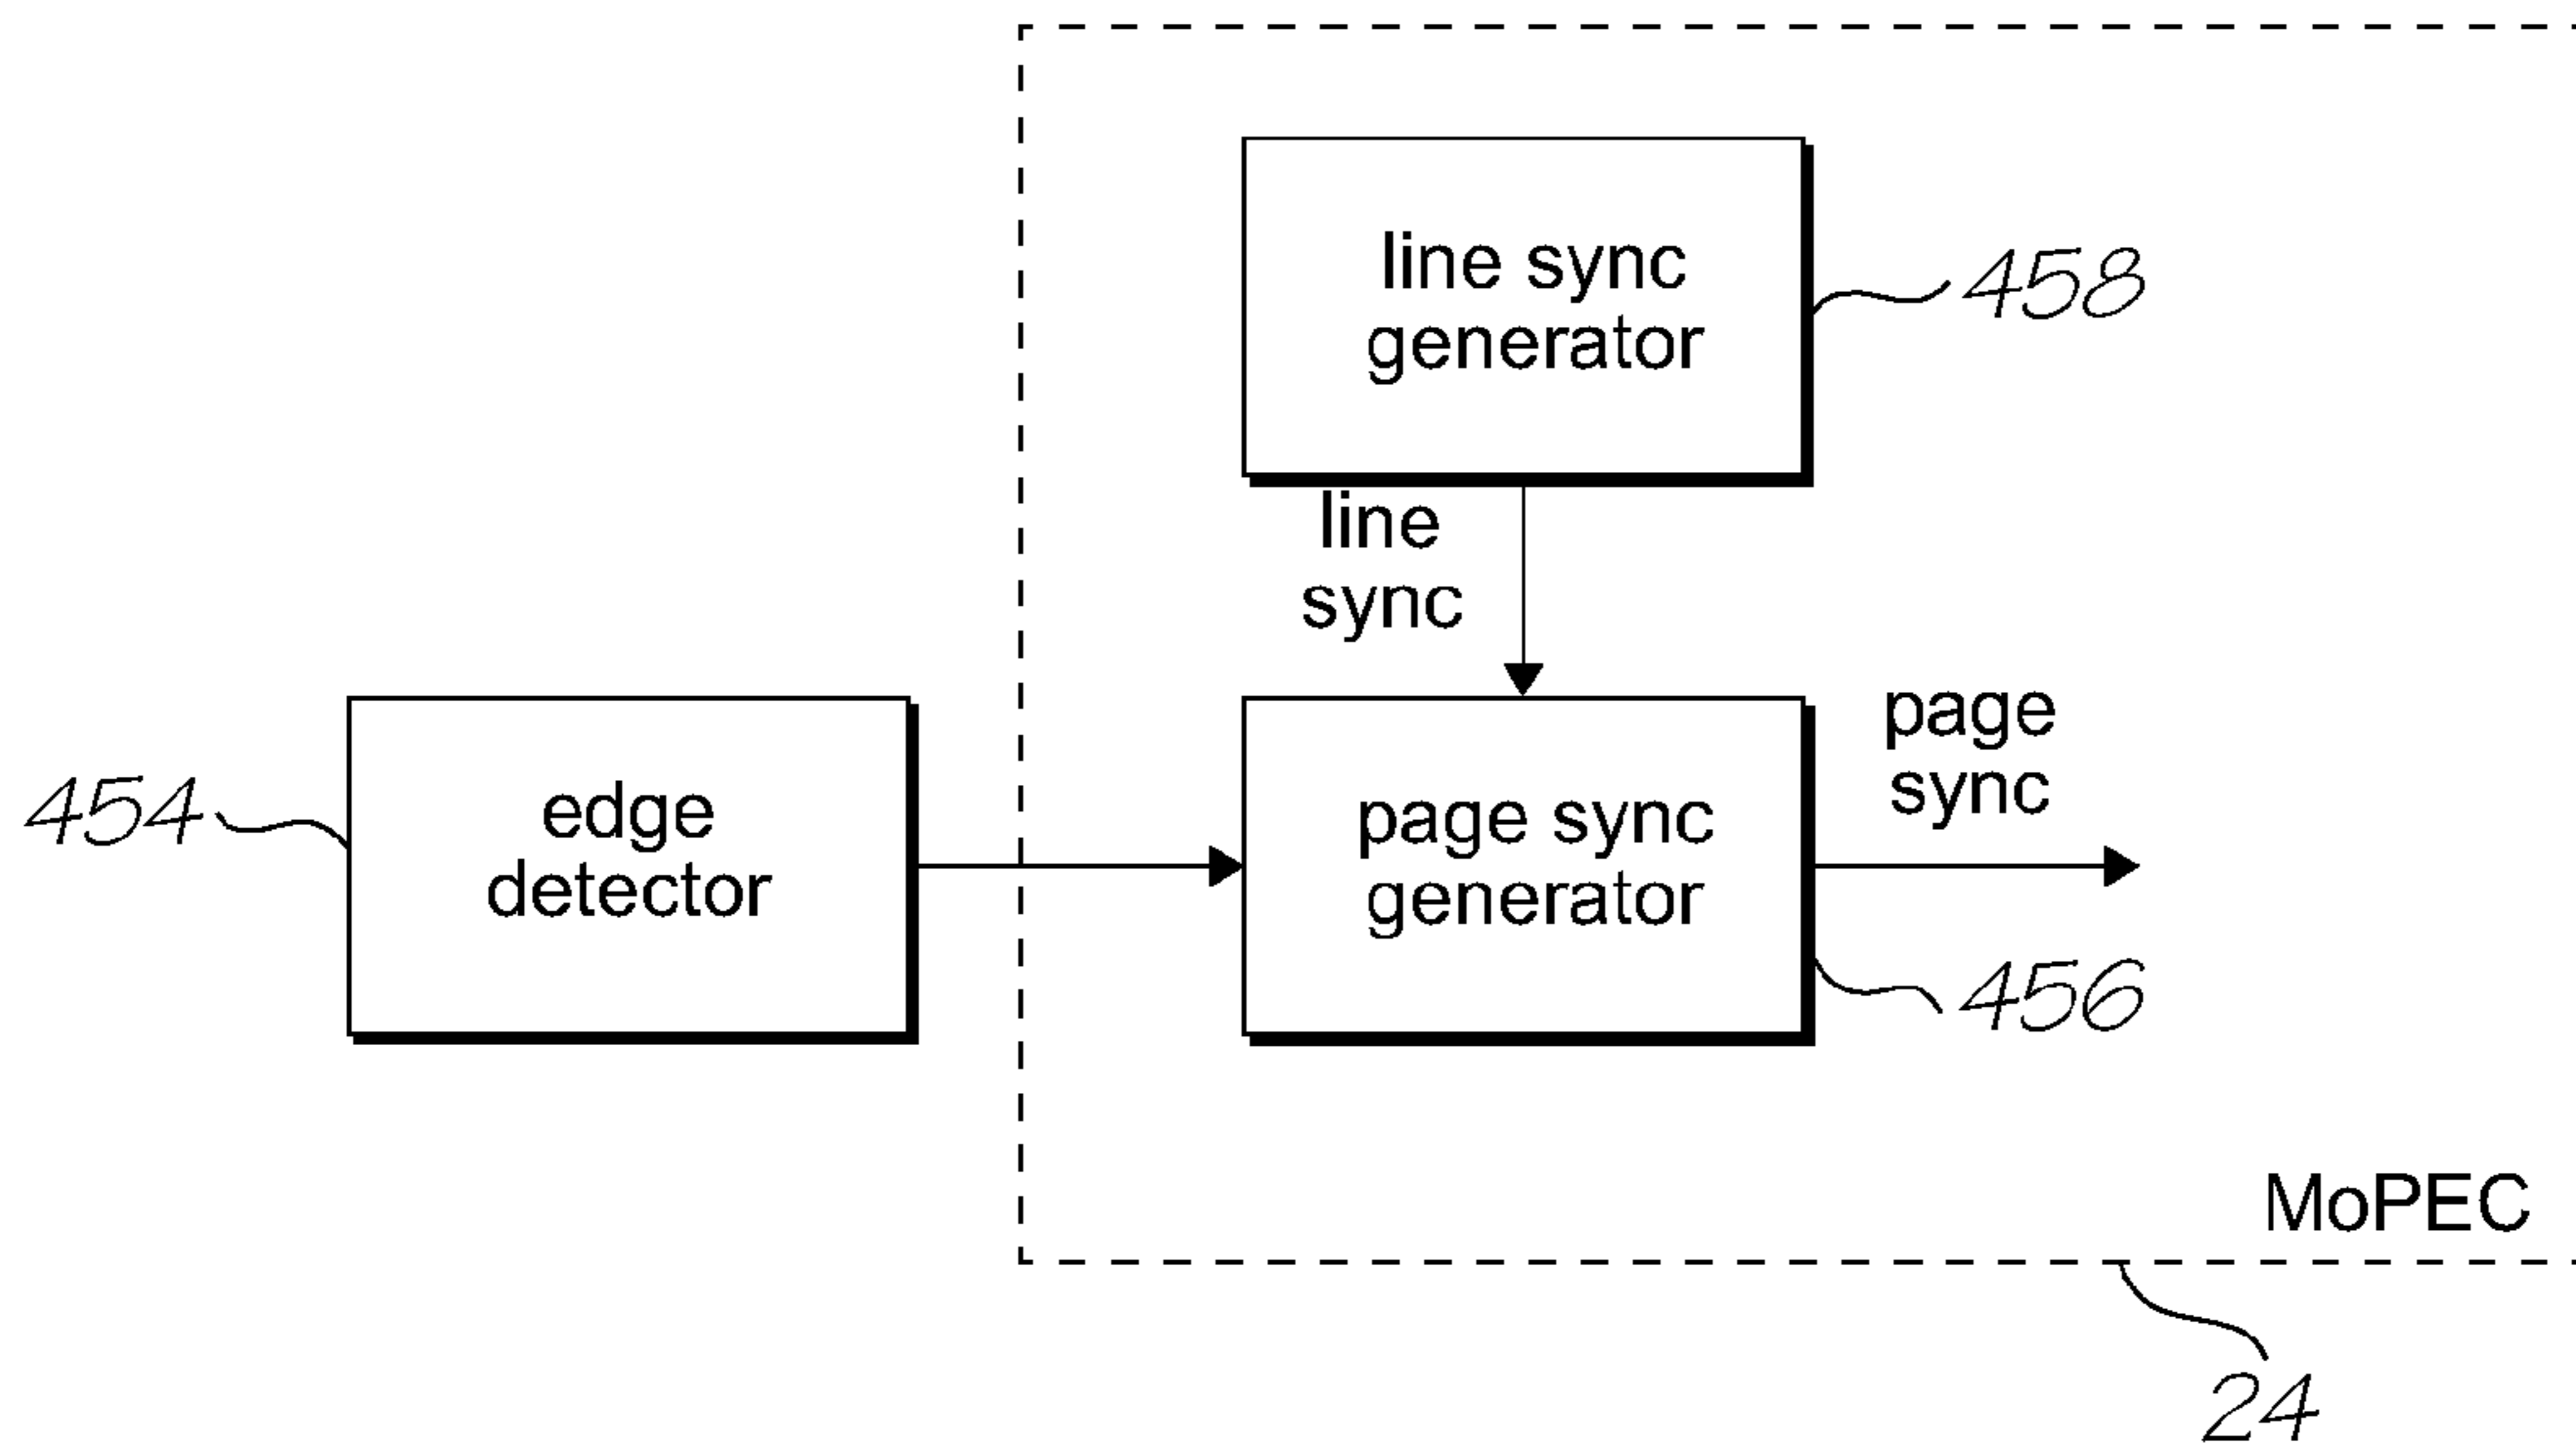 line sync
generator
458
line
sync
page
sync
454
edge
detector
page sync
generator
456
MoPEC
24